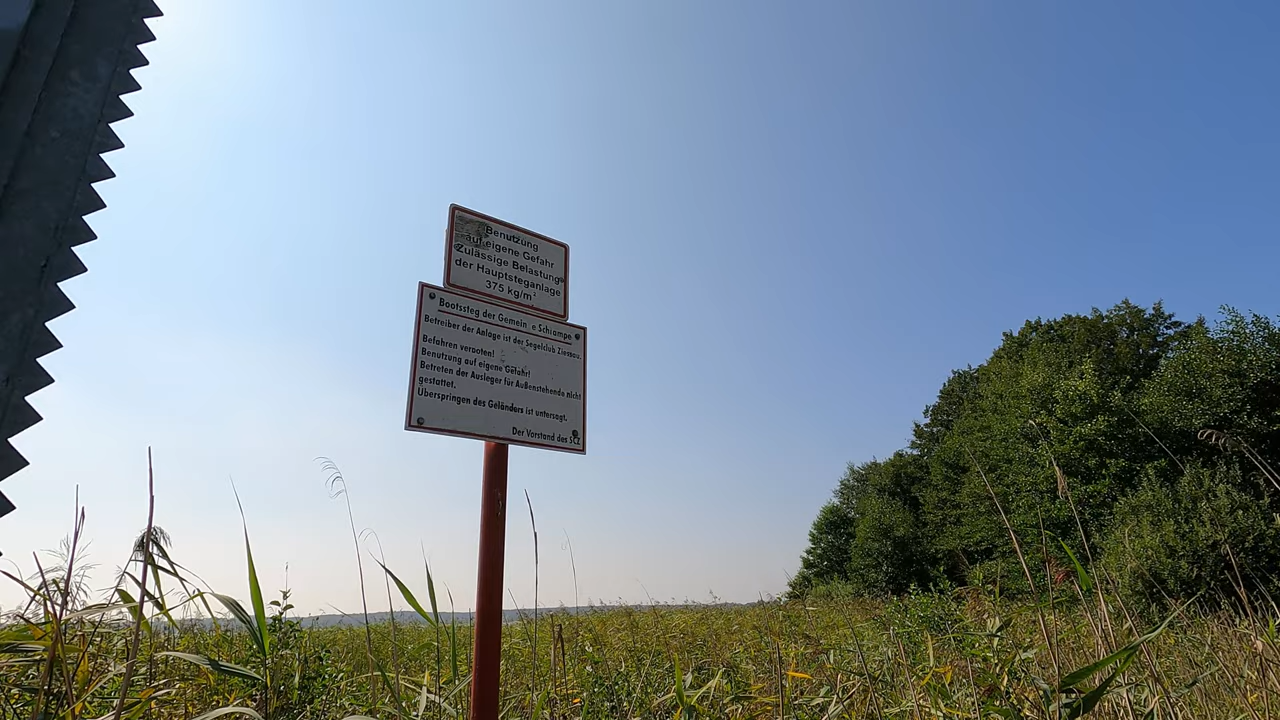 Benutzung
auf eigene Gefahr
Zulässige Belastung
der Hauptsteganlage
375 kg/m²
Bootssteg der Gemein e Schlampe
Betreiber der Anlage ist der Segelclub Ziessau.
Befahren verboten!
Benutzung auf eigene Gefahr!
Betreten der Ausleger für Außenstehende nicht
gestattet.
Überspringen des Geländers ist untersagt.
Der Vorstand des SCZ